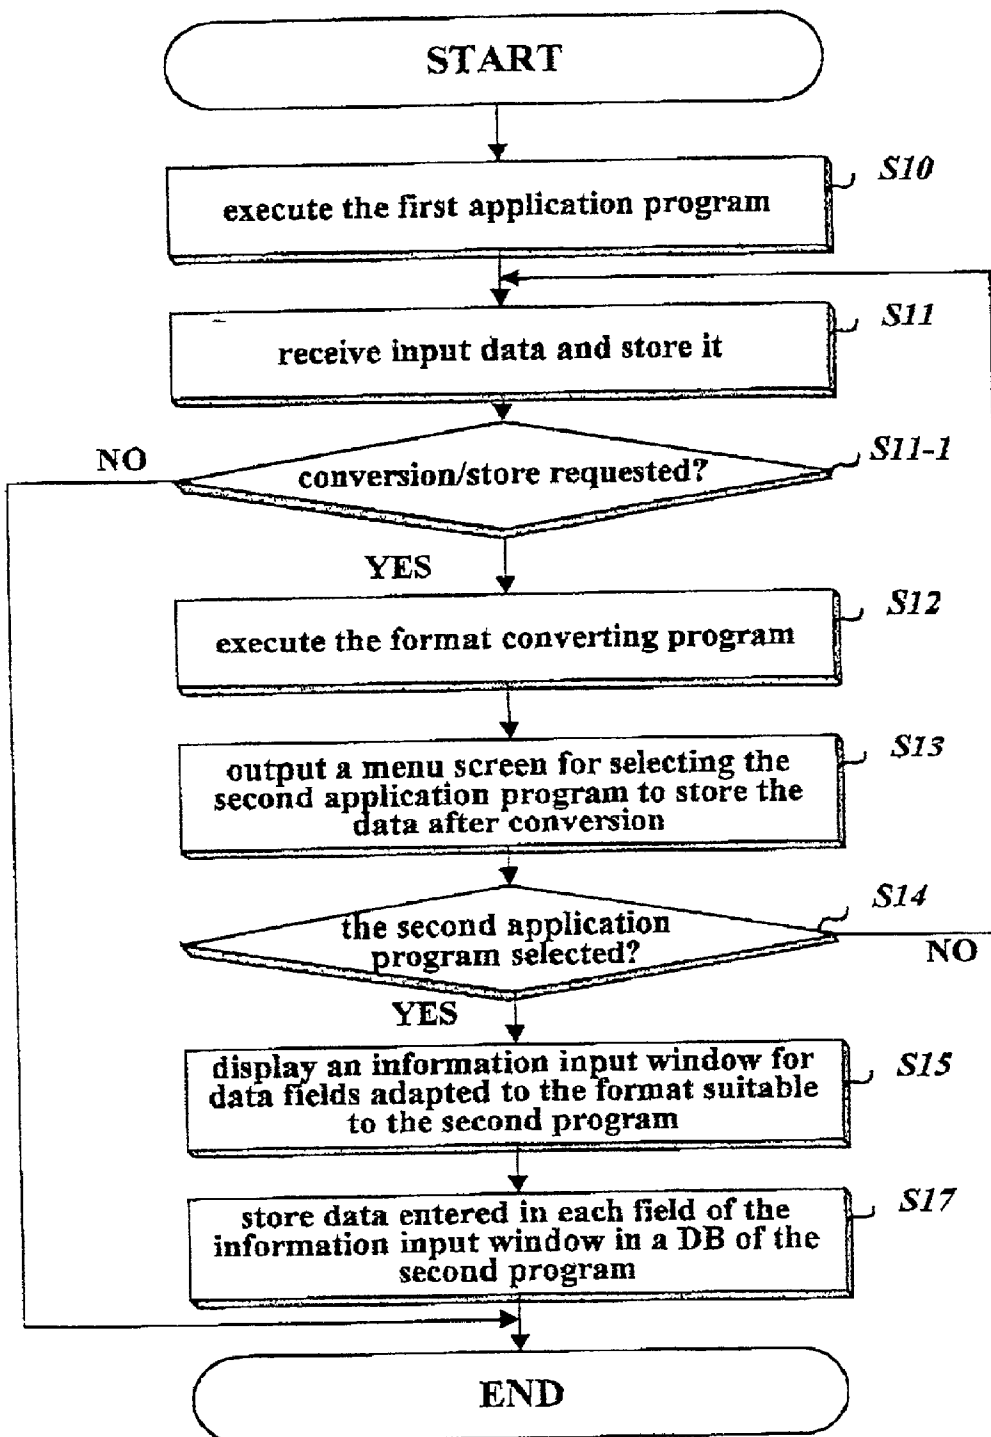 START
S10
execute the first application program
S11
receive input data and store it
NO
S11-1
conversion/store requested?
YES
S12
execute the format converting program
S13
output a menu screen for selecting the
second application program to store the
data after conversion
S14
the second application
program selected?
NO
YES
S15
display an information input window for
data fields adapted to the format suitable
to the second program
S17
store data entered in each field of the
information input window in a DB of the
second program
END